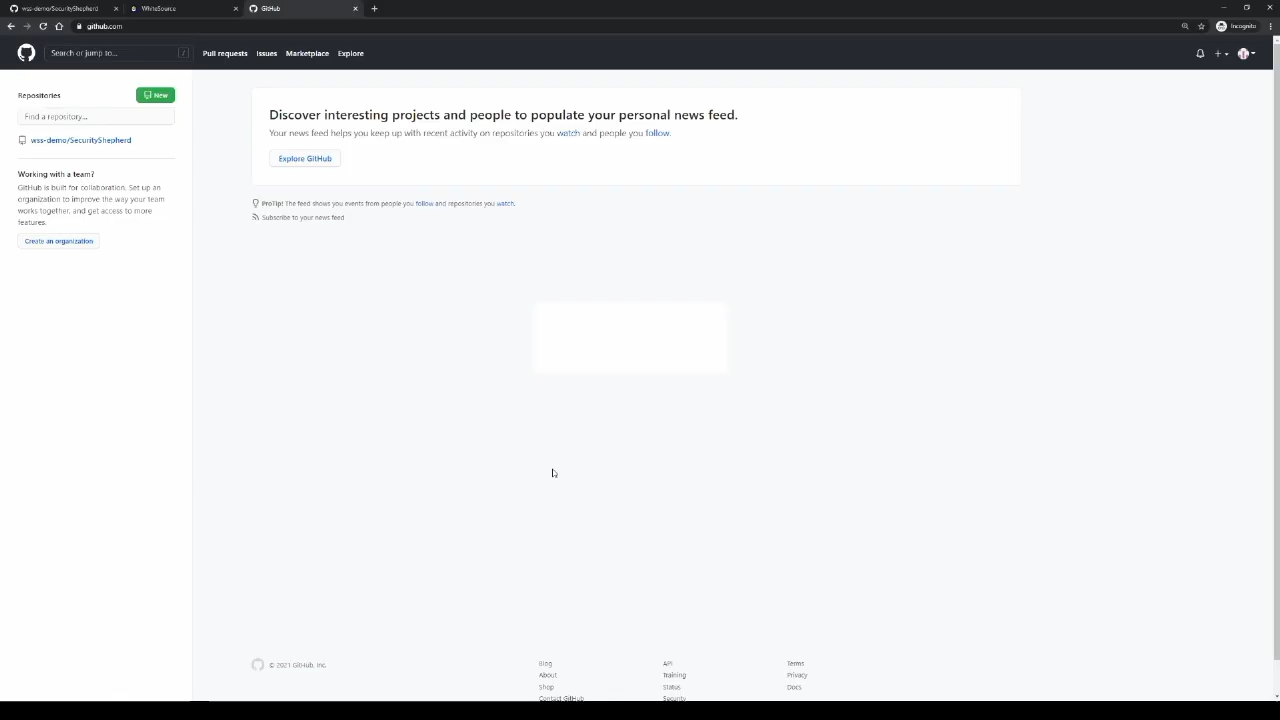 wss-demo/SecurityShepherd
WhiteSource
GitHub
github.com
Incognito
Search or jump to...
/
Pull requests
Issues
Marketplace
Explore
Repositories
New
Find a repository...
wss-demo/SecurityShepherd
Working with a team?
GitHub is built for collaboration. Set up an
organization to improve the way your team
works together, and get access to more
features.
Create an organization
Discover interesting projects and people to populate your personal news feed.
Your news feed helps you keep up with recent activity on repositories you watch and people you follow.
Explore GitHub
ProTip! The feed shows you events from people you follow and repositories you watch.
Subscribe to your news feed
© 2021 GitHub, Inc.
Blog
About
Shop
Contact GitHub
API
Training
Status
Security
Terms
Privacy
Docs